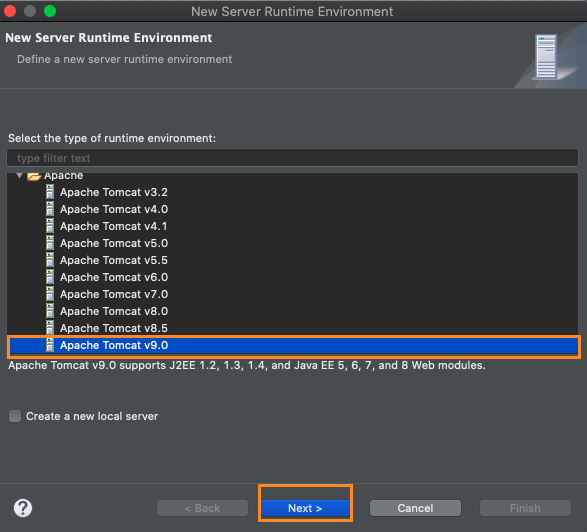 New Server Runtime Environment
New Server Runtime Environment
Define a new server runtime environment
Select the type of runtime environment:
type filter text
Apache
Apache Tomcat v3.2
Apache Tomcat v4.0
Apache Tomcat v4.1
Apache Tomcat v5.0
Apache Tomcat v5.5
Apache Tomcat v6.0
Apache Tomcat v7.0
Apache Tomcat v8.0
Apache Tomcat v8.5
Apache Tomcat v9.0
Apache Tomcat v9.0 supports J2EE 1.2, 1.3, 1.4, and Java EE 5, 6, 7, and 8 Web modules.
Create a new local server
? < Back Next > Cancel Finish